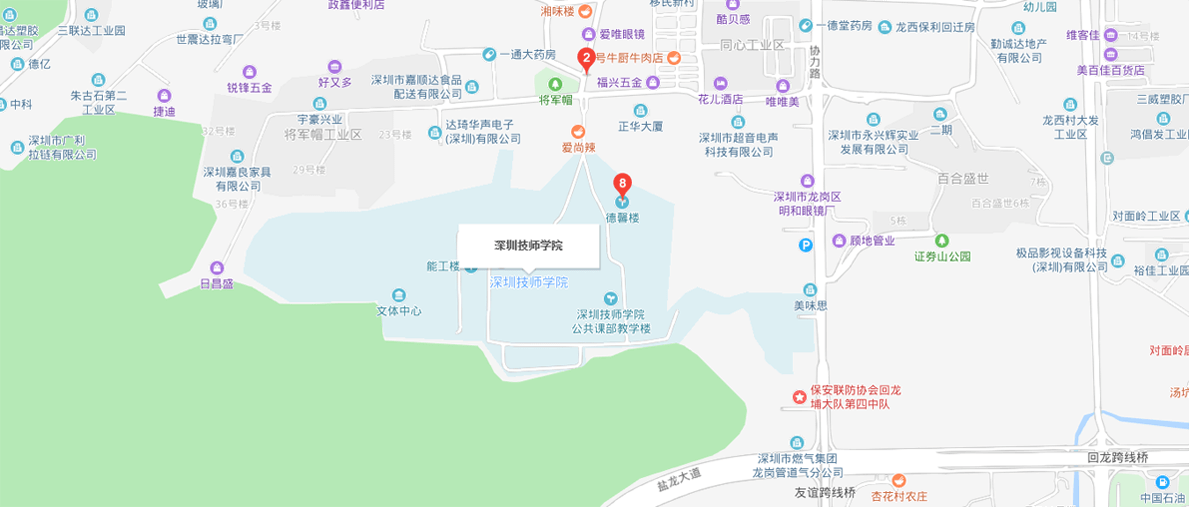 玻璃厂
政鑫便利店
湘味楼
移民新村
酷贝感
幼儿园
三联达工业园
3号楼
世震达拉弯厂
爱唯眼镜
一德堂药房
龙西保利回迁房
昌达塑胶
有限公司
同心工业区
勤诚达地产
有限公司
维客佳
14号楼
美百佳百货店
德亿
一通大药房
2
号牛厨牛肉店
协力路
好又多
锐锋五金
深圳市嘉顺达食品
配送有限公司
福兴五金
花儿酒店
唯唯美
朱古石第二
工业区
捷迪
中科
将军帽
宇豪兴业
将军帽工业区
32号楼
23号楼
达琦华声电子
(深圳)有限公司
正华大厦
深圳市超音电声
科技有限公司
深圳市永兴辉实业
发展有限公司
二期
龙西村大发
工业区
三威塑胶厂
鸿昌工业
深圳市广利
拉链有限公司
爱尚辣
深圳嘉良家具
有限公司
29号楼
36号楼
8
德馨楼
深圳市龙岗区
明和眼镜厂
百合盛世
7栋
百合盛世6栋
5栋
对面岭工业区
深圳技师学院
顾地管业
P
证券山公园
极品影视设备科技
(深圳)有限公司
裕佳工业园
能工楼
日昌盛
深圳技师学院
文体中心
美味思
深圳技师学院
公共课部教学楼
对面岭居
保安联防协会回龙
埔大队第四中队
汤坑
深圳市燃气集团
龙岗管道气分公司
回龙跨线桥
盐龙大道
友谊跨线桥
杏花村农庄
中国石油